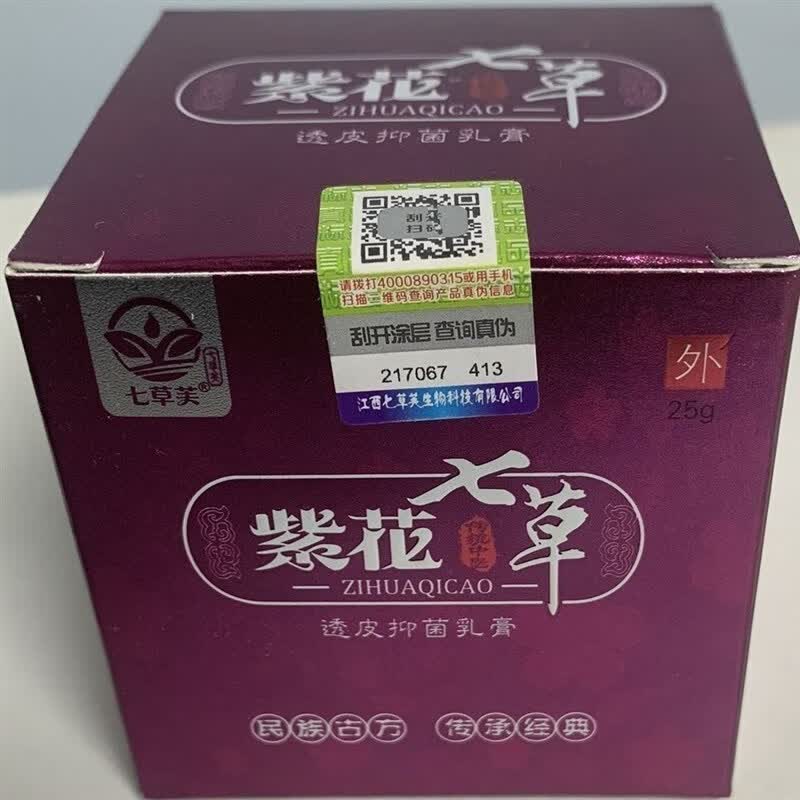 紫花七草
ZIHUAQICAO
透皮抑菌乳膏
刮开
扫码
请拨打4000890315或用手机
扫描二维码查询产品真伪信息
刮开涂层 查询真伪
217067 413
江西七草芙生物科技有限公司
七草芙®
外
25g
紫花七草
传统中医
ZIHUAQICAO
透皮抑菌乳膏
民族古方 传承经典